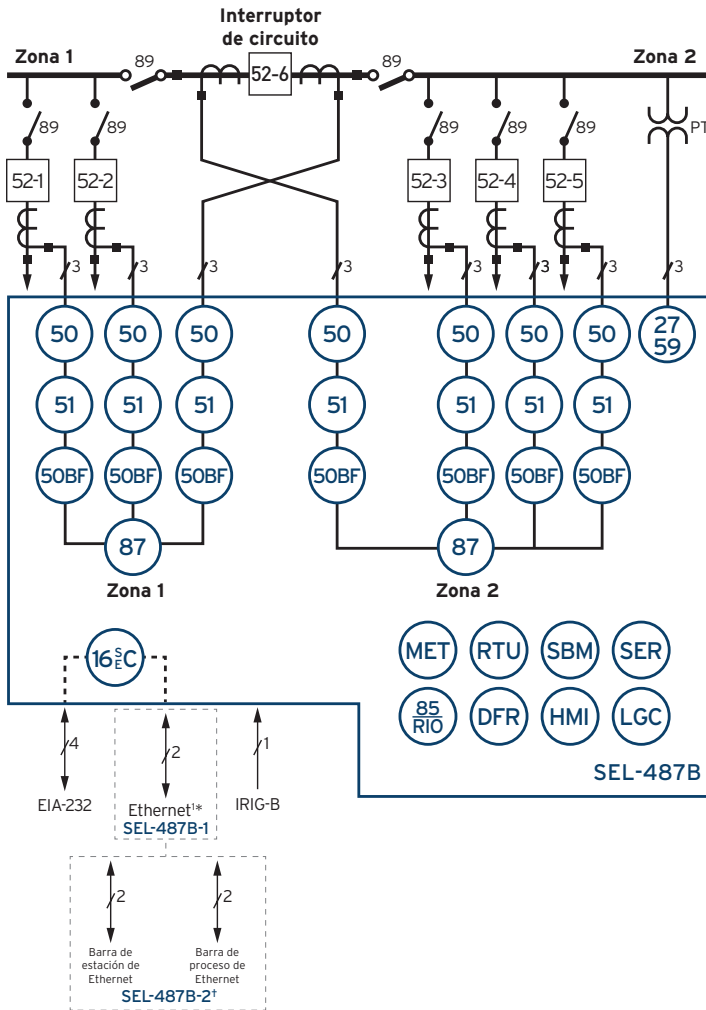 Interruptor
de circuito
Zona 1
Zona 2
89
52-6
89
89
89
89
89
89
PT
52-1
52-2
52-3
52-4
52-5
3
3
3
3
3
3
3
3
50
50
50
50
50
50
50
27
59
51
51
51
51
51
51
51
50BF
50BF
50BF
50BF
50BF
50BF
50BF
87
87
Zona 1
Zona 2
16 S E C
MET
RTU
SBM
SER
85
RIO
DFR
HMI
LGC
SEL-487B
4
2
1
EIA-232
Ethernet¹*
IRIG-B
SEL-487B-1
2
2
Barra de
estación de
Ethernet
Barra de
proceso de
Ethernet
SEL-487B-2†